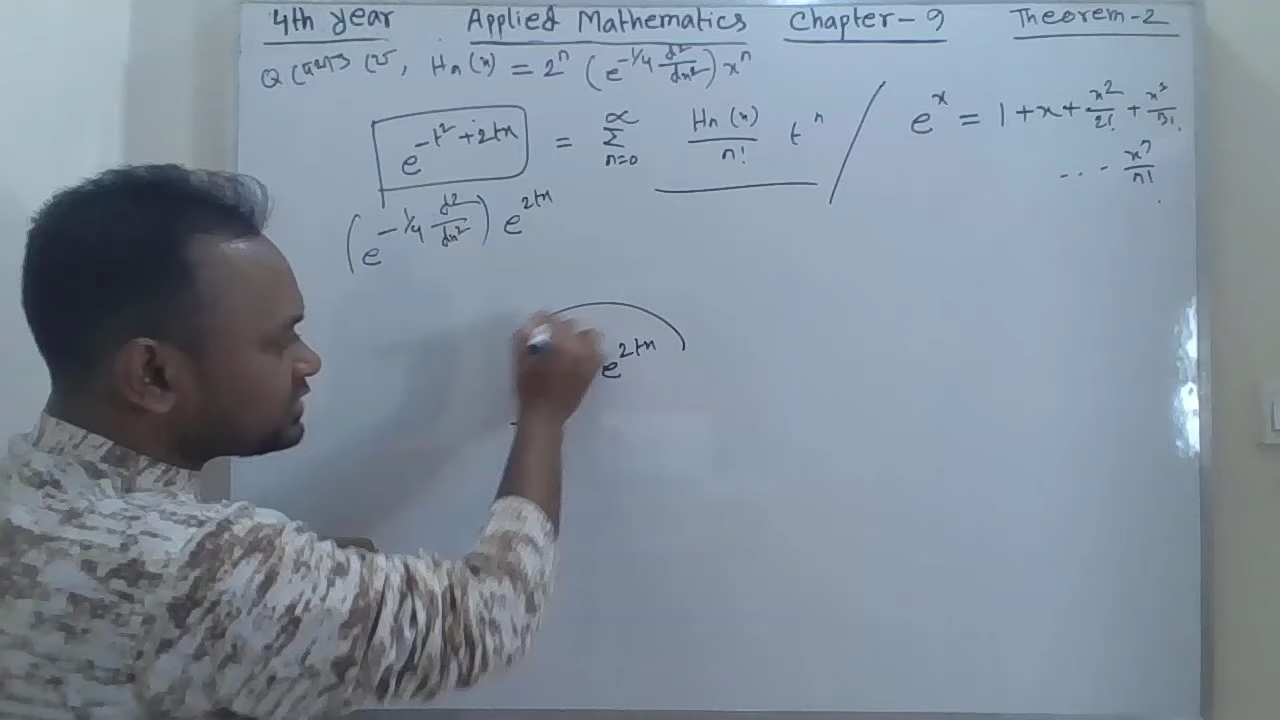 4th year Applied Mathematics Chapter-9 Theorem-2
Hn(x) = 2^n (e^{-1/4 d²/dx²}) x^n
e^{-t²+2tx} = ∑_{n=0}^{∝} Hn(x)/n! t^n / e^x = 1 + x + x²/2! + x³/3!
... x^n/n!
(e^{-1/4 d²/dx²}) e^{2tx}
e^{2tx}